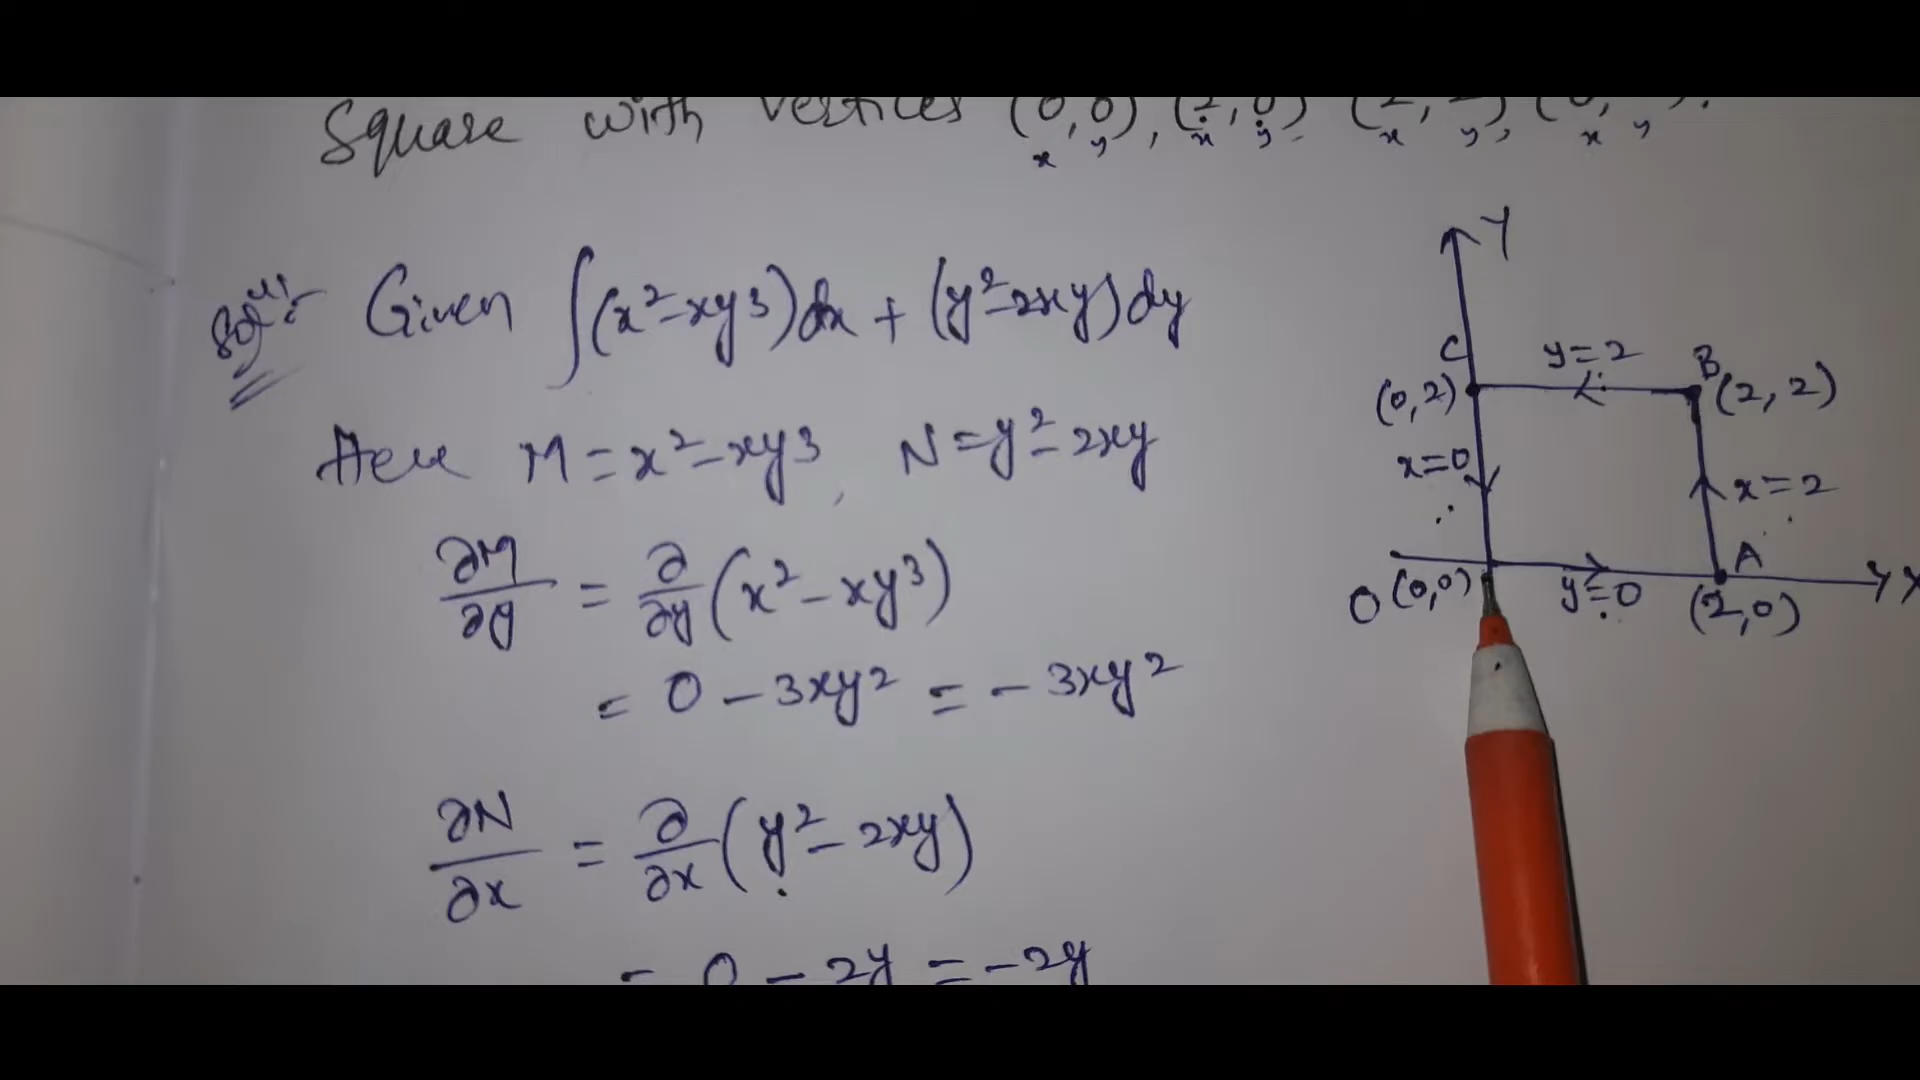 Square with vertices (0,0), (2,0) (2, 2), (0, 2).
x y x y x y x y
Sol:- Given ∫(x²-xy3)dx + (y²-2xy)dy
Here M=x²-xy3, N=y²-2xy
∂M/∂y = ∂/∂y (x²-xy³)
= 0-3xy² = -3xy²
∂N/∂x = ∂/∂x (y²-2xy)
= 0-2y = -2y
Y
C y=2 B
(0,2) (2,2)
x=0 x=2
A
O (0,0) y=0 (2,0) X